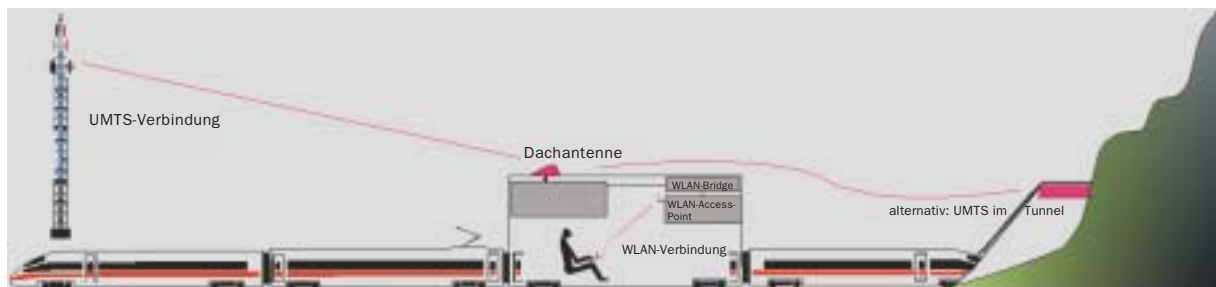 UMTS-Verbindung
Dachantenne
WLAN-Bridge
WLAN-Access-
Point
WLAN-Verbindung
alternativ: UMTS im Tunnel